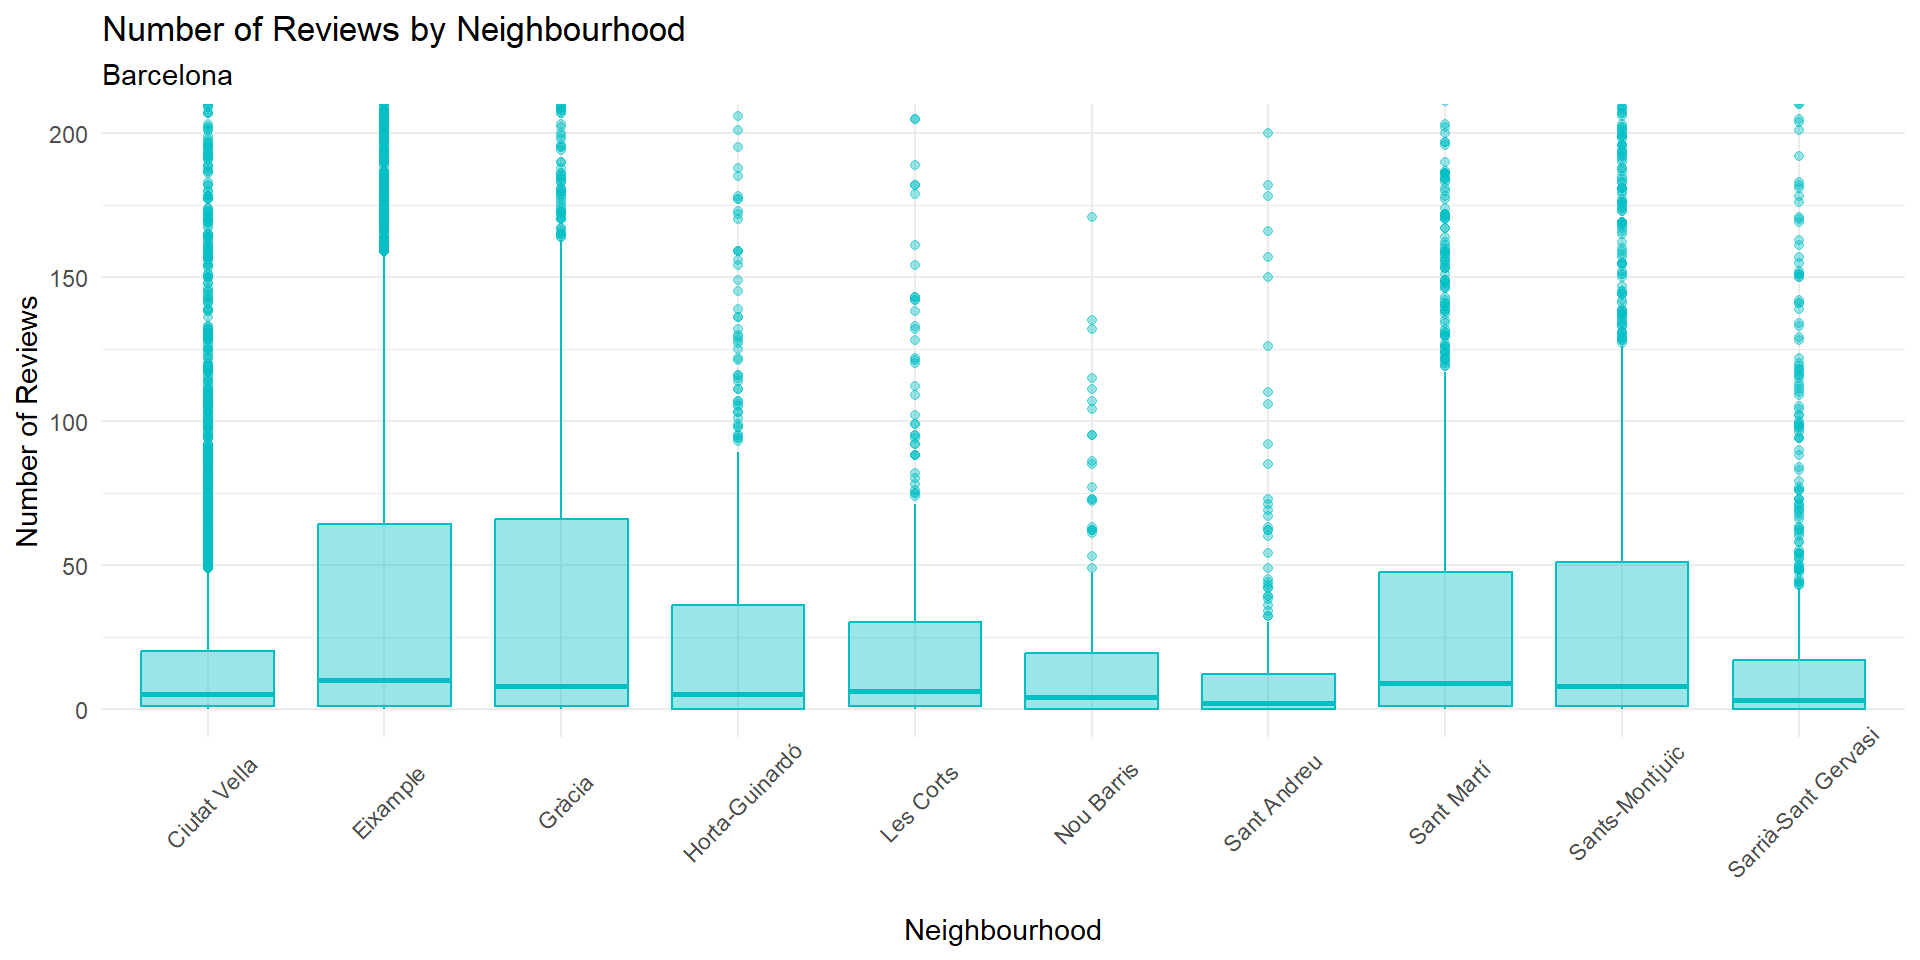 Number of Reviews by Neighbourhood
Barcelona
Number of Reviews
200
150
100
50
0
Ciutat Vella
Eixample
Gràcia
Horta-Guinardó
Les Corts
Nou Barris
Sant Andreu
Sant Martí
Sants-Montjuïc
Sarrià-Sant Gervasi
Neighbourhood